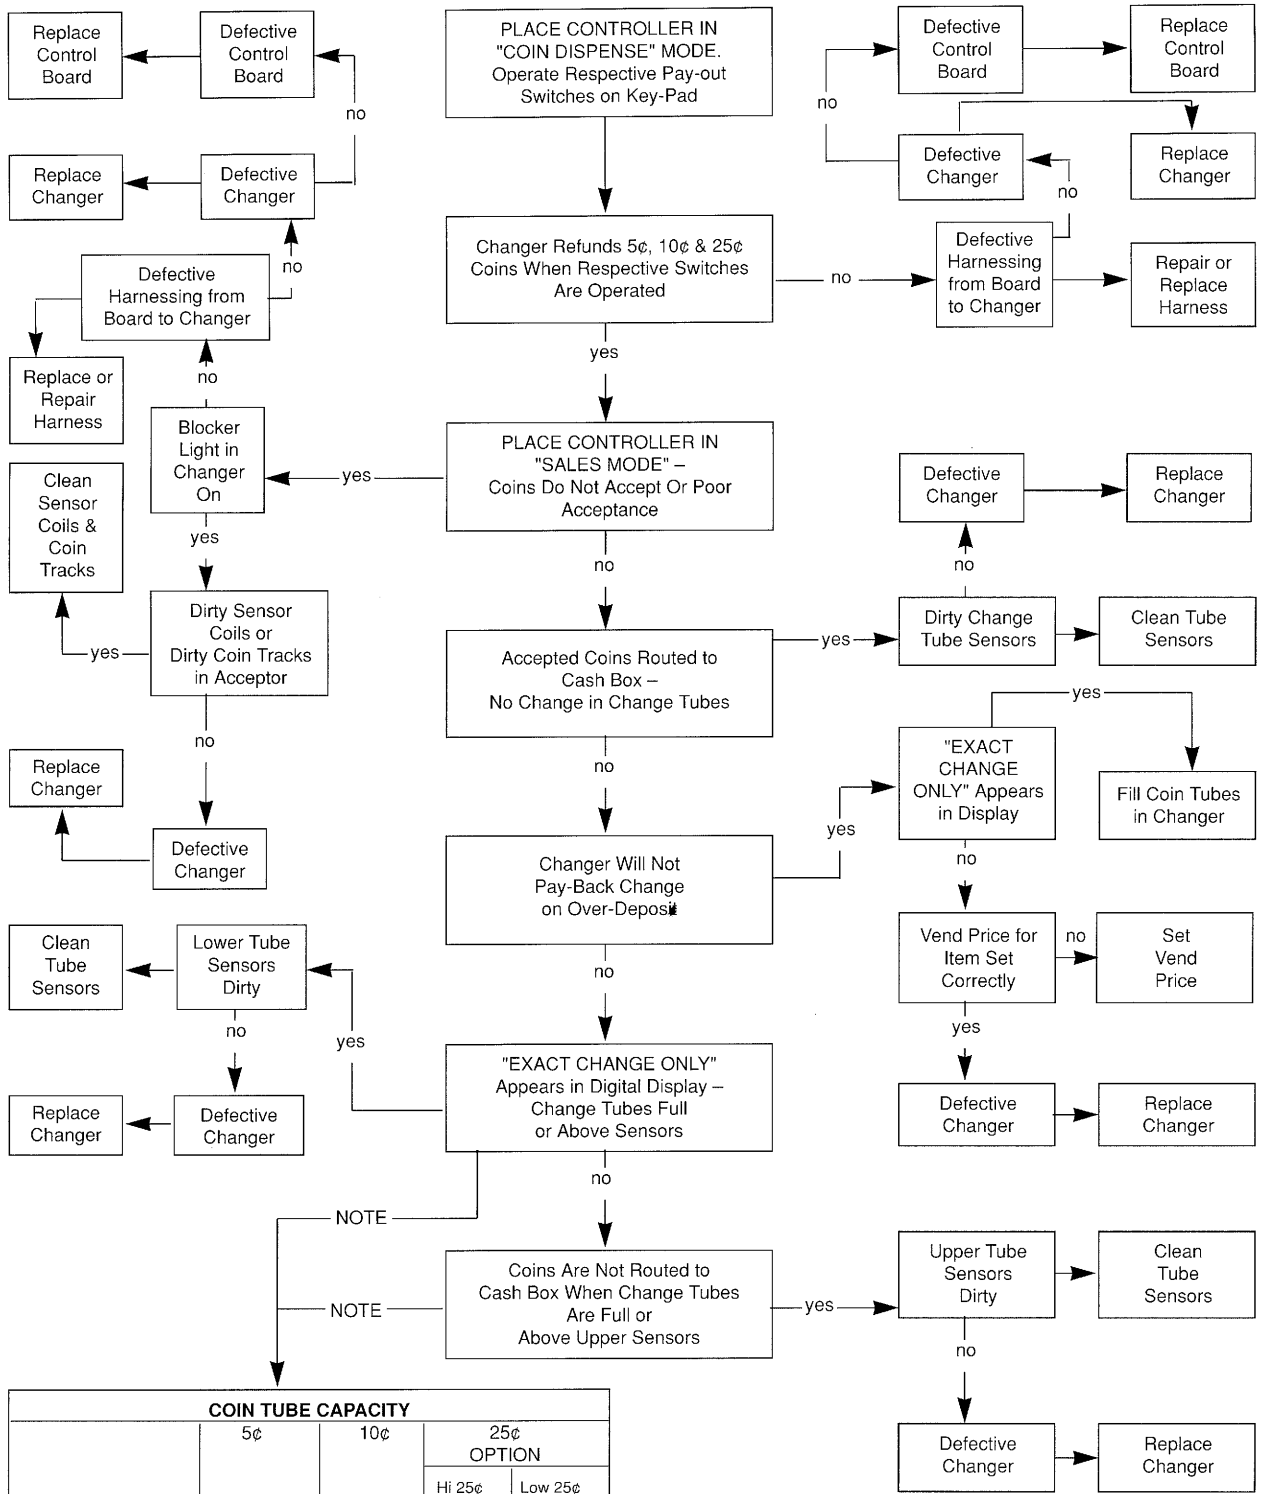 PLACE CONTROLLER IN
"COIN DISPENSE" MODE.
Operate Respective Pay-out
Switches on Key-Pad
Changer Refunds 5¢, 10¢ & 25¢
Coins When Respective Switches
Are Operated
no
Defective
Harnessing
from Board
to Changer
Repair or
Replace
Harness
no
Defective
Changer
Replace
Changer
no
Defective
Control
Board
Replace
Control
Board
yes
PLACE CONTROLLER IN
"SALES MODE" –
Coins Do Not Accept Or Poor
Acceptance
yes
Blocker
Light in
Changer
On
no
Defective
Harnessing from
Board to Changer
Replace or
Repair
Harness
no
Defective
Changer
Replace
Changer
no
Defective
Control
Board
Replace
Control
Board
yes
Dirty Sensor
Coils or
Dirty Coin Tracks
in Acceptor
yes
Clean
Sensor
Coils &
Coin
Tracks
no
Defective
Changer
Replace
Changer
no
Accepted Coins Routed to
Cash Box –
No Change in Change Tubes
yes
Dirty Change
Tube Sensors
Clean Tube
Sensors
no
Defective
Changer
Replace
Changer
no
Changer Will Not
Pay-Back Change
on Over-Deposit
yes
"EXACT
CHANGE
ONLY" Appears
in Display
yes
Fill Coin Tubes
in Changer
no
Vend Price for
Item Set
Correctly
no
Set
Vend
Price
yes
Defective
Changer
Replace
Changer
no
"EXACT CHANGE ONLY"
Appears in Digital Display –
Change Tubes Full
or Above Sensors
yes
Lower Tube
Sensors
Dirty
Clean
Tube
Sensors
no
Defective
Changer
Replace
Changer
NOTE
no
Coins Are Not Routed to
Cash Box When Change Tubes
Are Full or
Above Upper Sensors
NOTE
yes
Upper Tube
Sensors
Dirty
Clean
Tube
Sensors
no
Defective
Changer
Replace
Changer
COIN TUBE CAPACITY
5¢ 10¢ 25¢
OPTION
Hi 25¢ Low 25¢